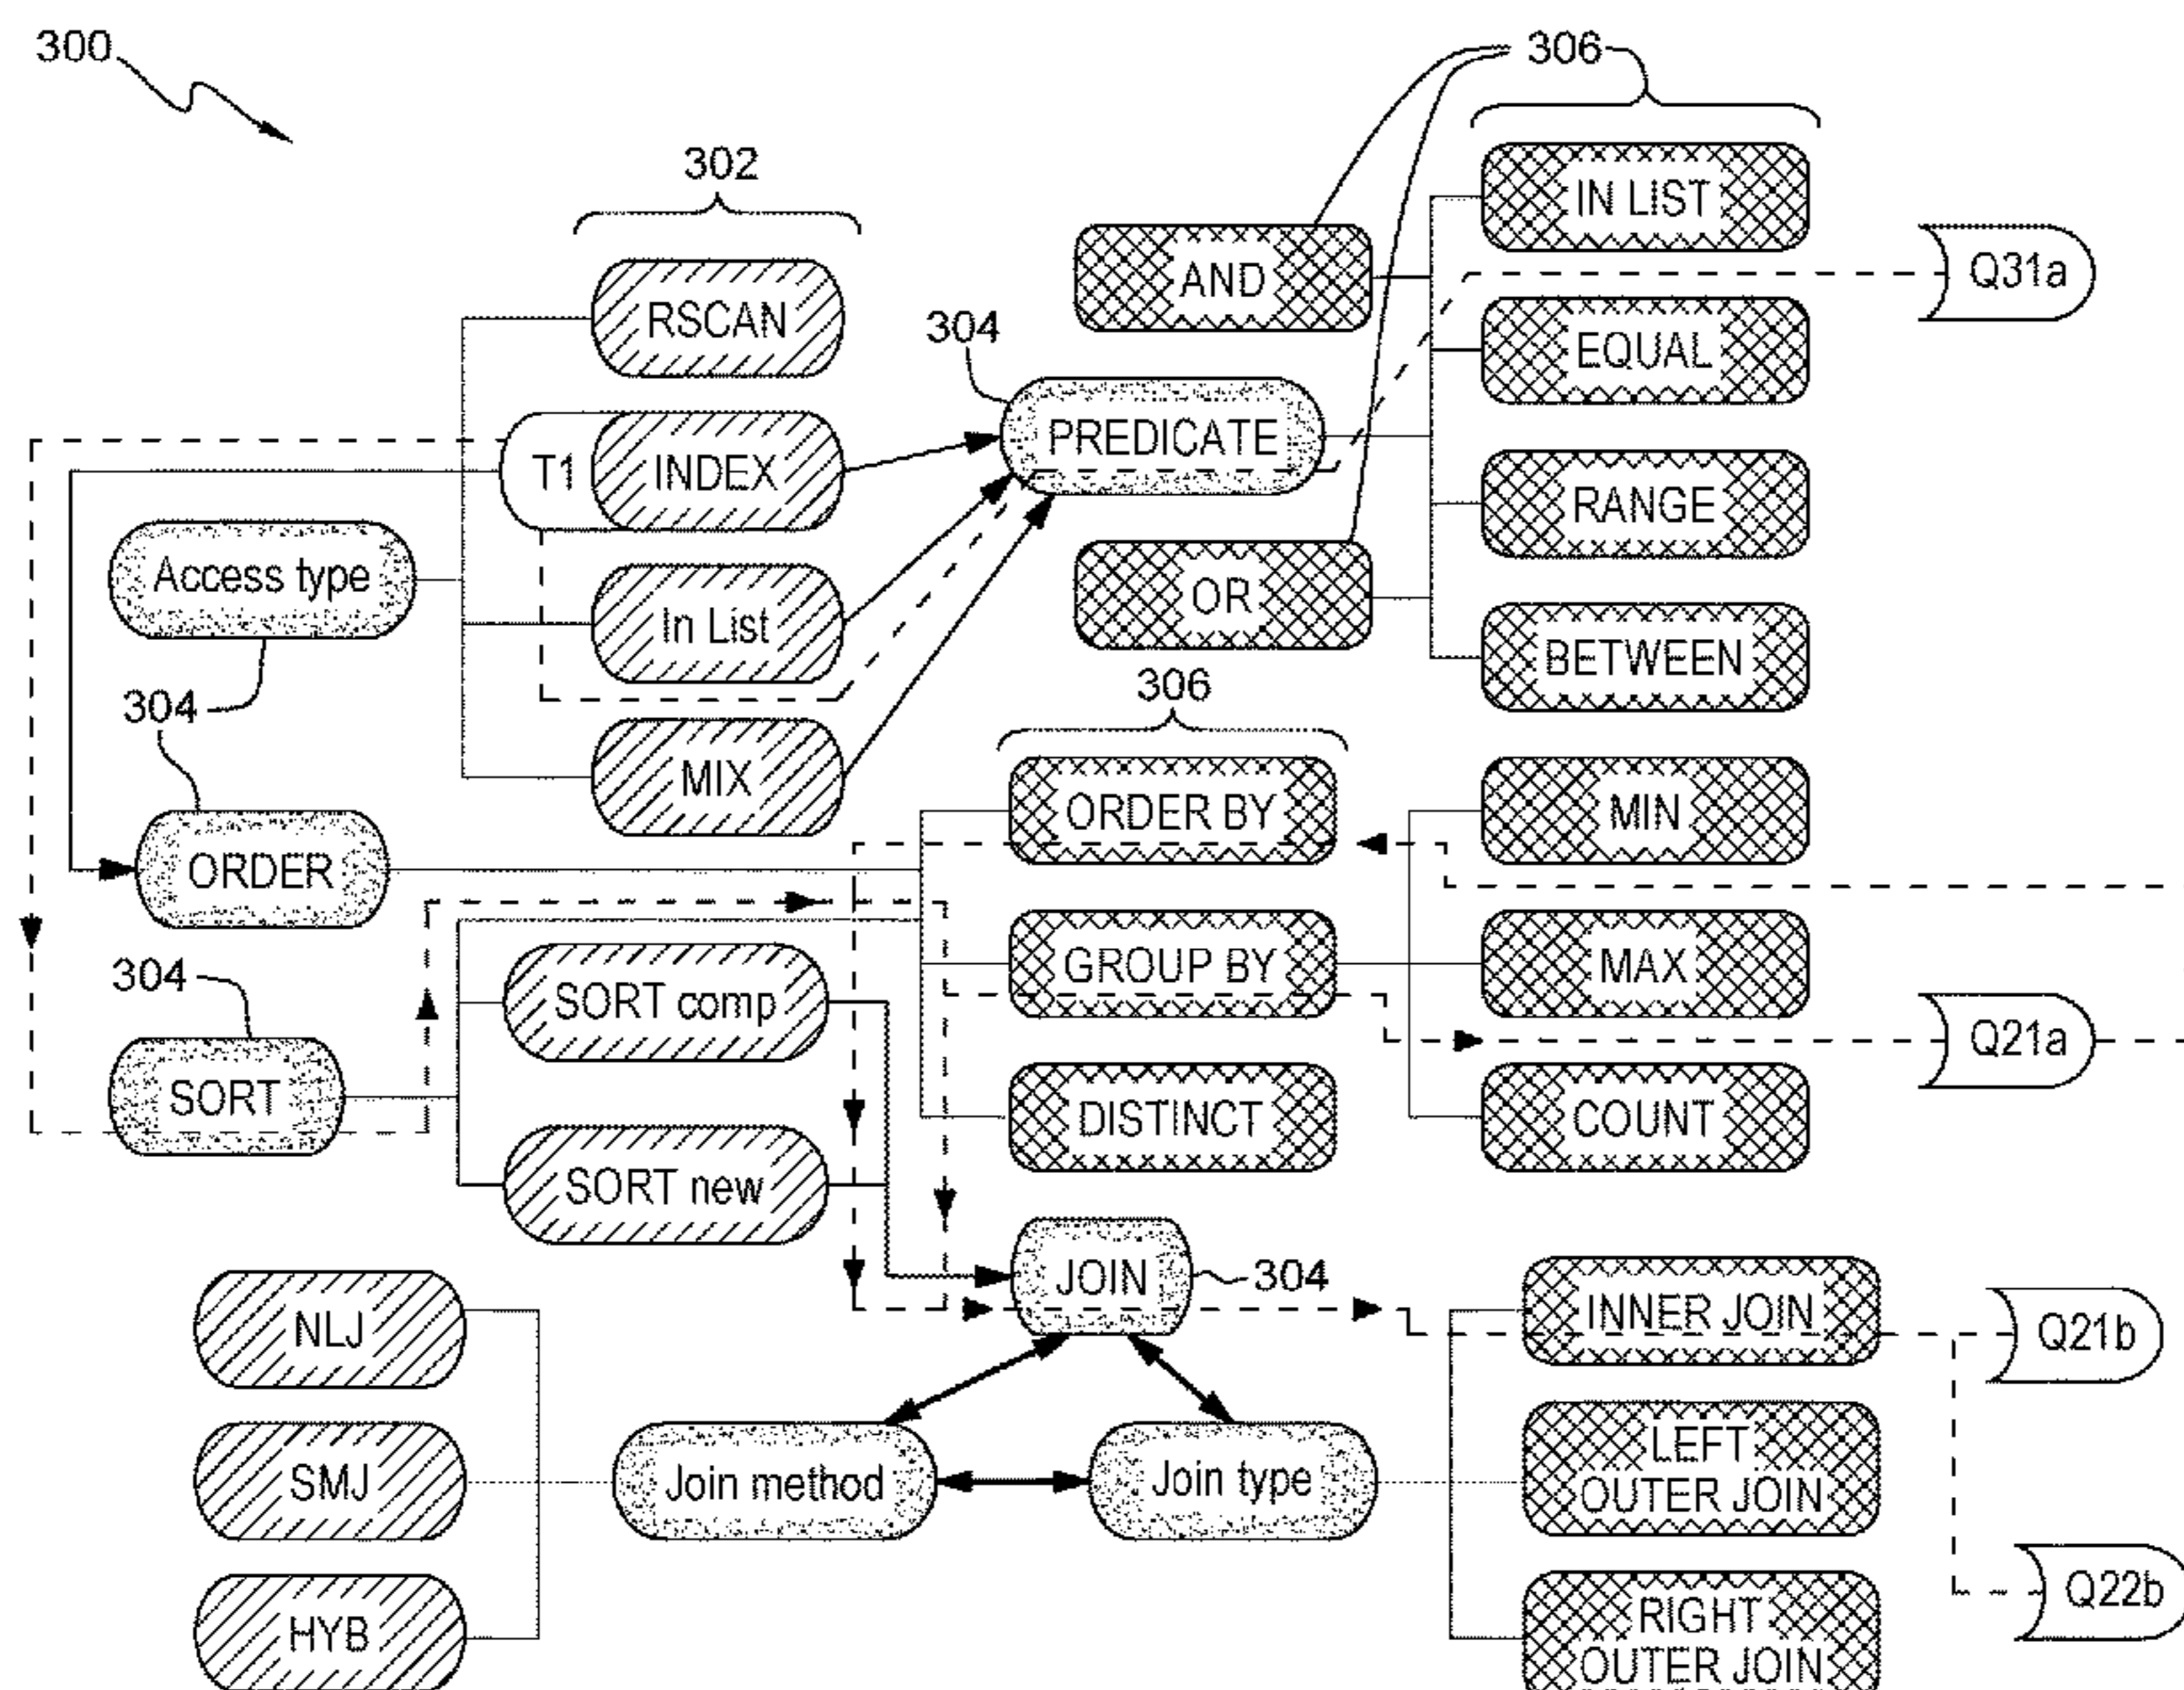 300
306
302
IN LIST
AND
Q31a
RSCAN
304
EQUAL
PREDICATE
T1 INDEX
RANGE
Access type
OR
In List
BETWEEN
304
306
MIX
ORDER BY
MIN
ORDER
GROUP BY
MAX
304
SORT comp
Q21a
SORT
DISTINCT
COUNT
SORT new
JOIN
304
INNER JOIN
NLJ
Q21b
LEFT
OUTER JOIN
SMJ
Join method
Join type
Q22b
HYB
RIGHT
OUTER JOIN